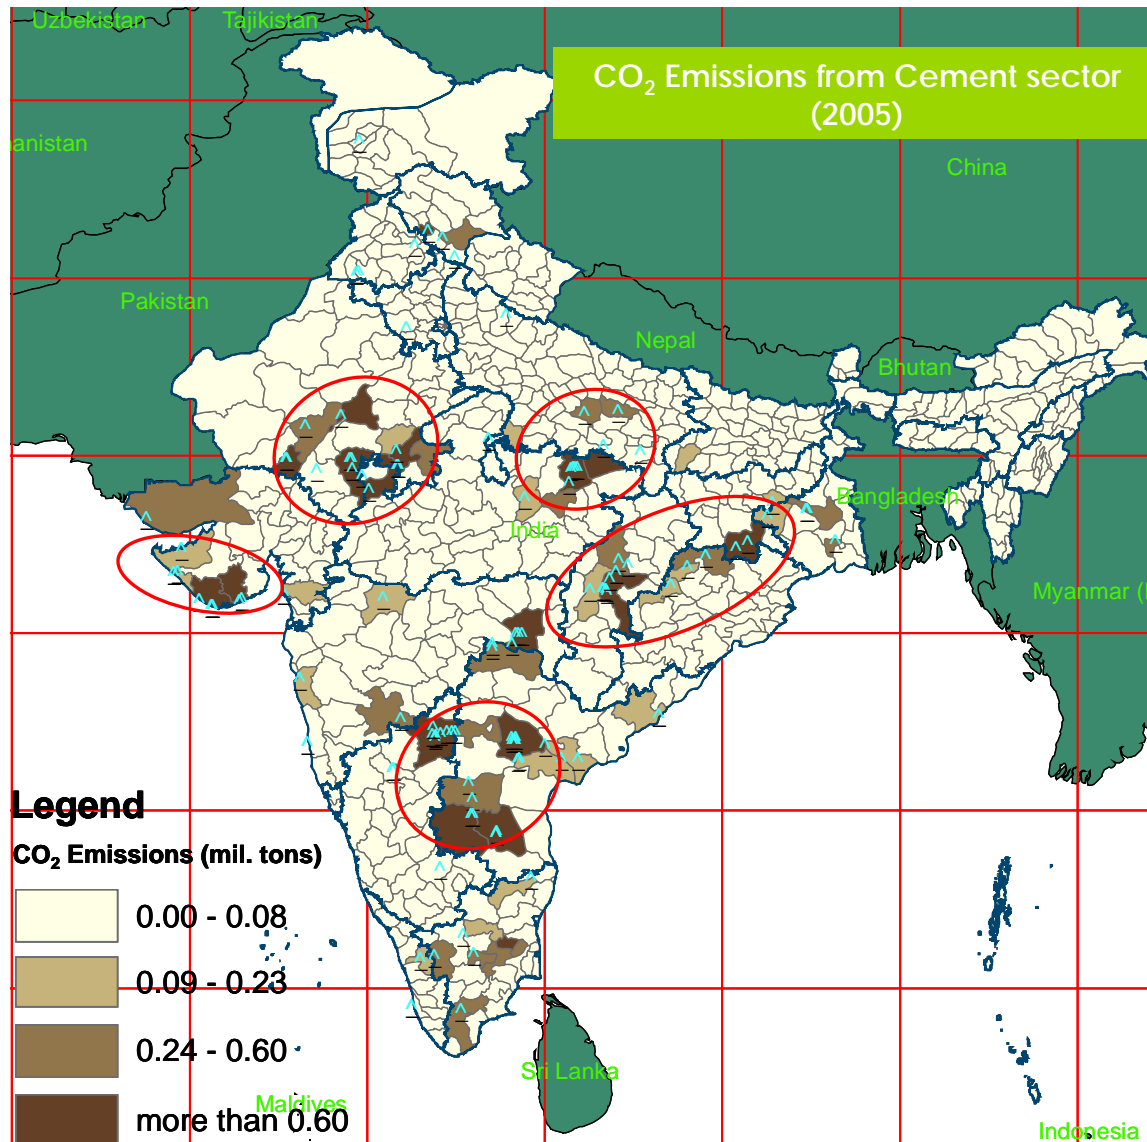 Uzbekistan
Tajikistan
CO₂ Emissions from Cement sector
(2005)
anistan
China
Pakistan
Nepal
Bhutan
Bangladesh
India
Myanmar (
Legend
CO₂ Emissions (mil. tons)
0.00 - 0.08
0.09 - 0.23
0.24 - 0.60
more than 0.60
Sri Lanka
Maldives
Indonesia